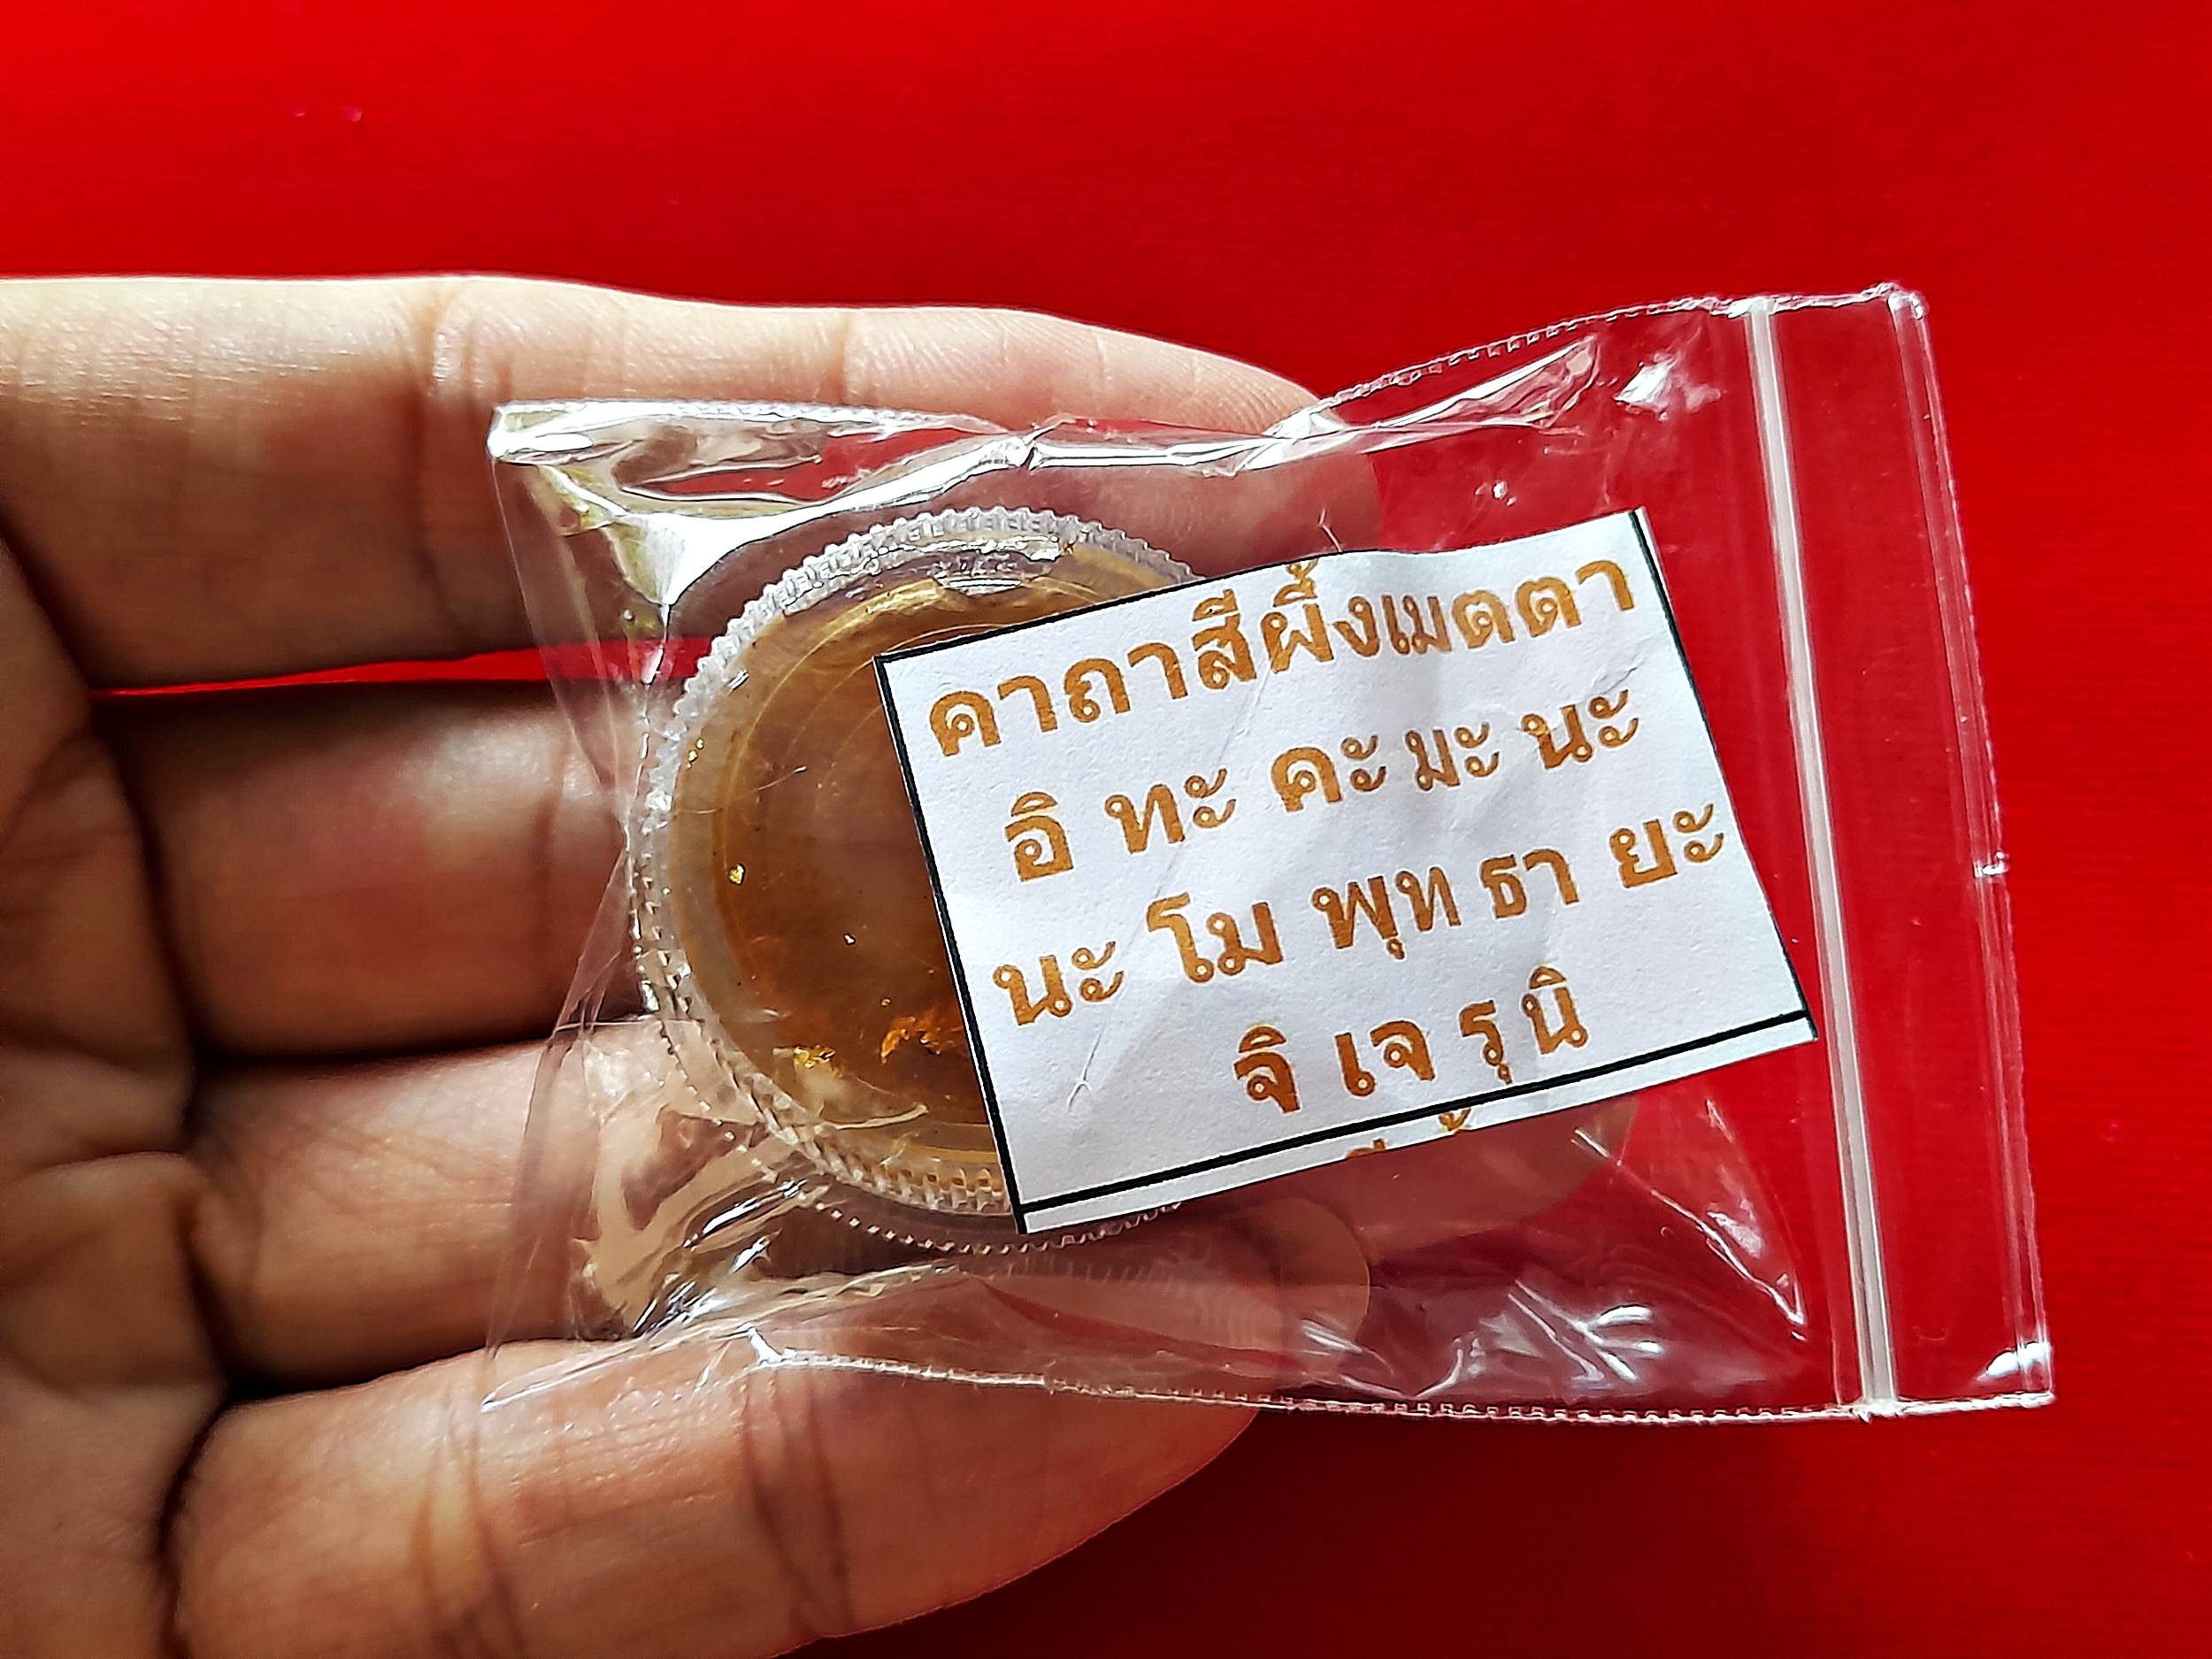 คาถาสีผึ้งเมตตา
อิ ทะ คะ มะ นะ
นะ โม พุท ธา ยะ
จิ เจ รุ นิ